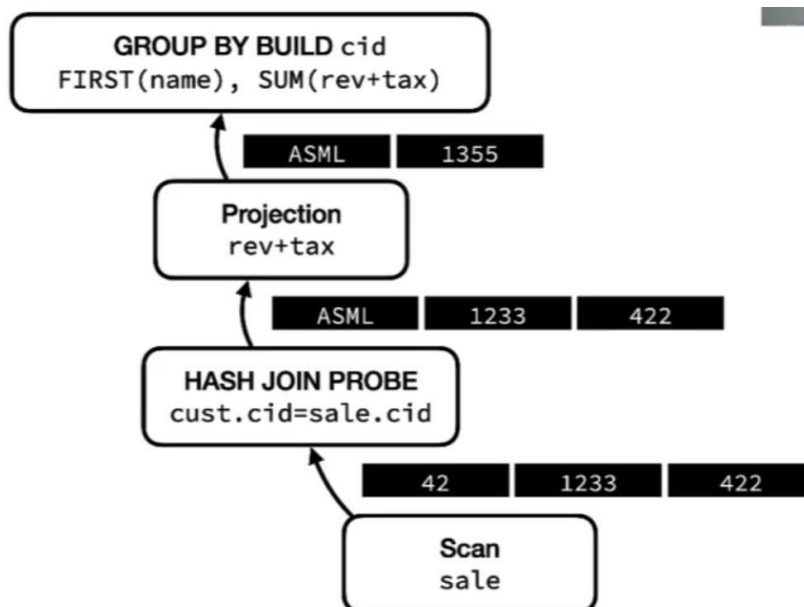 GROUP BY BUILD cid
FIRST(name), SUM(rev+tax)
ASML 1355
Projection
rev+tax
ASML 1233 422
HASH JOIN PROBE
cust.cid=sale.cid
42 1233 422
Scan
sale